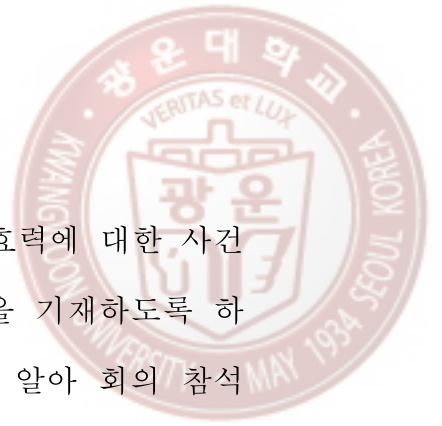 광운대학교
VERITAS et LUX
광운
KWANGWOON UNIVERSITY MAY 1934 SEOUL KOREA
효력에 대한 사건
을 기재하도록 하
알아 회의 참석